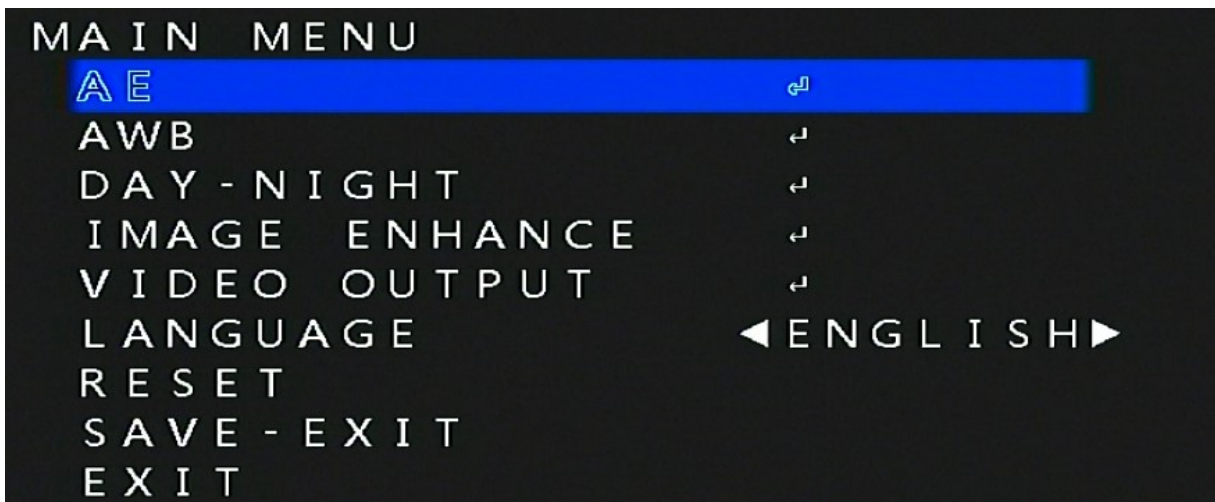 MAIN MENU
AE ↵
AWB ↵
DAY-NIGHT ↵
IMAGE ENHANCE ↵
VIDEO OUTPUT ↵
LANGUAGE ◀ENGLISH▶
RESET
SAVE-EXIT
EXIT